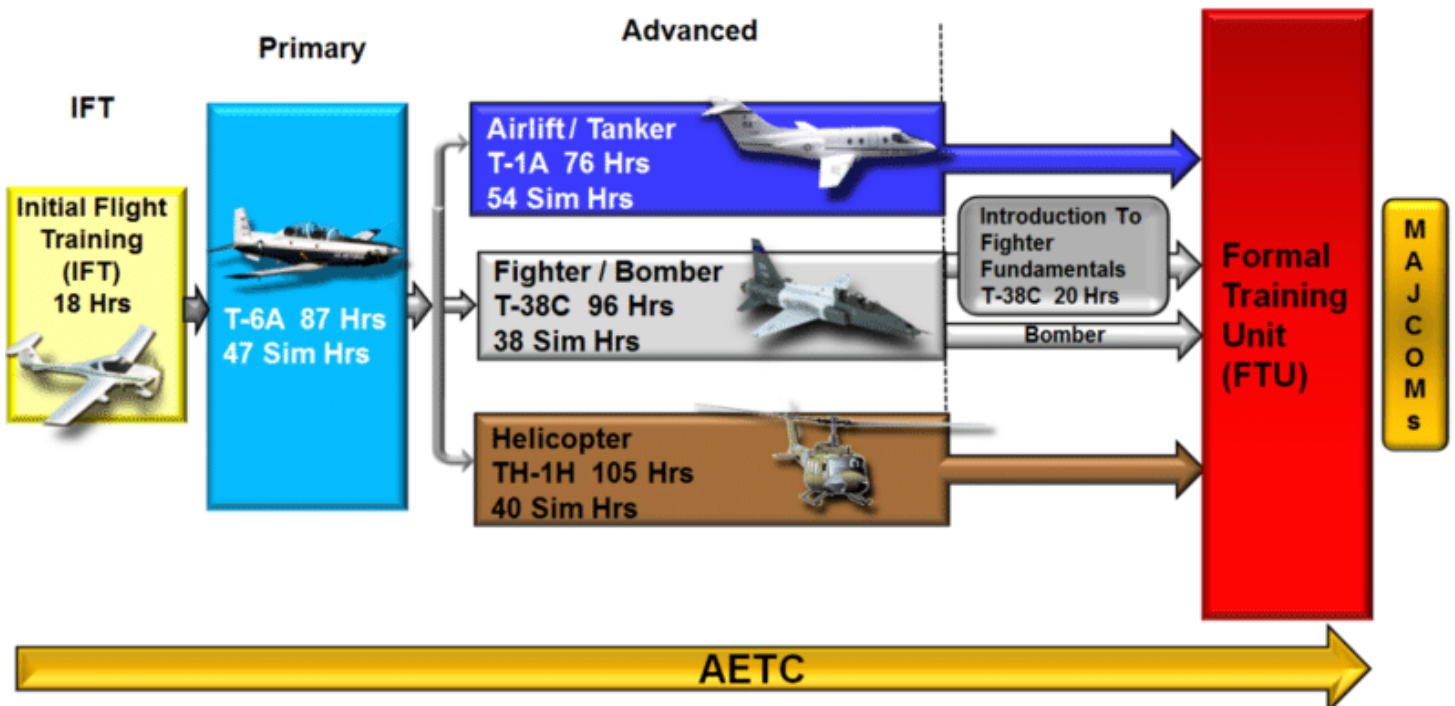 IFT
Primary
Advanced
Initial Flight
Training
(IFT)
18 Hrs
T-6A 87 Hrs
47 Sim Hrs
Airlift / Tanker
T-1A 76 Hrs
54 Sim Hrs
Fighter / Bomber
T-38C 96 Hrs
38 Sim Hrs
Helicopter
TH-1H 105 Hrs
40 Sim Hrs
Introduction To
Fighter
Fundamentals
T-38C 20 Hrs
Bomber
Formal
Training
Unit
(FTU)
M
A
J
C
O
M
s
AETC